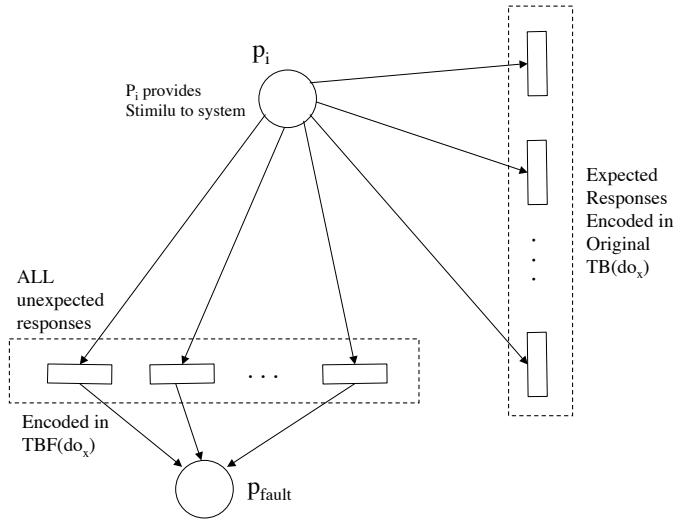 p_i
P_i provides
Stimilu to system
Expected
Responses
Encoded in
Original
TB(do_x)
.
.
.
ALL
unexpected
responses
. . .
Encoded in
TBF(do_x)
p_fault